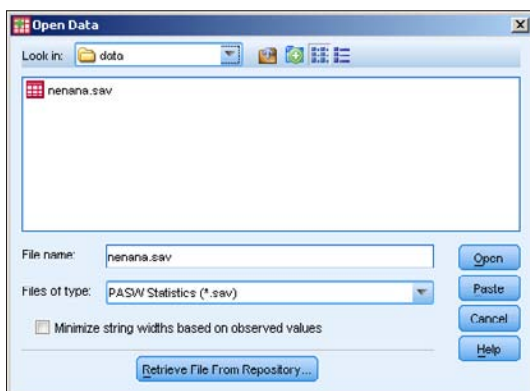 Open Data
Look in: data
nenana.sav
File name: nenana.sav
Open
Files of type: PASW Statistics (*.sav)
Paste
Minimize string widths based on observed values
Cancel
Help
Retrieve File From Repository...